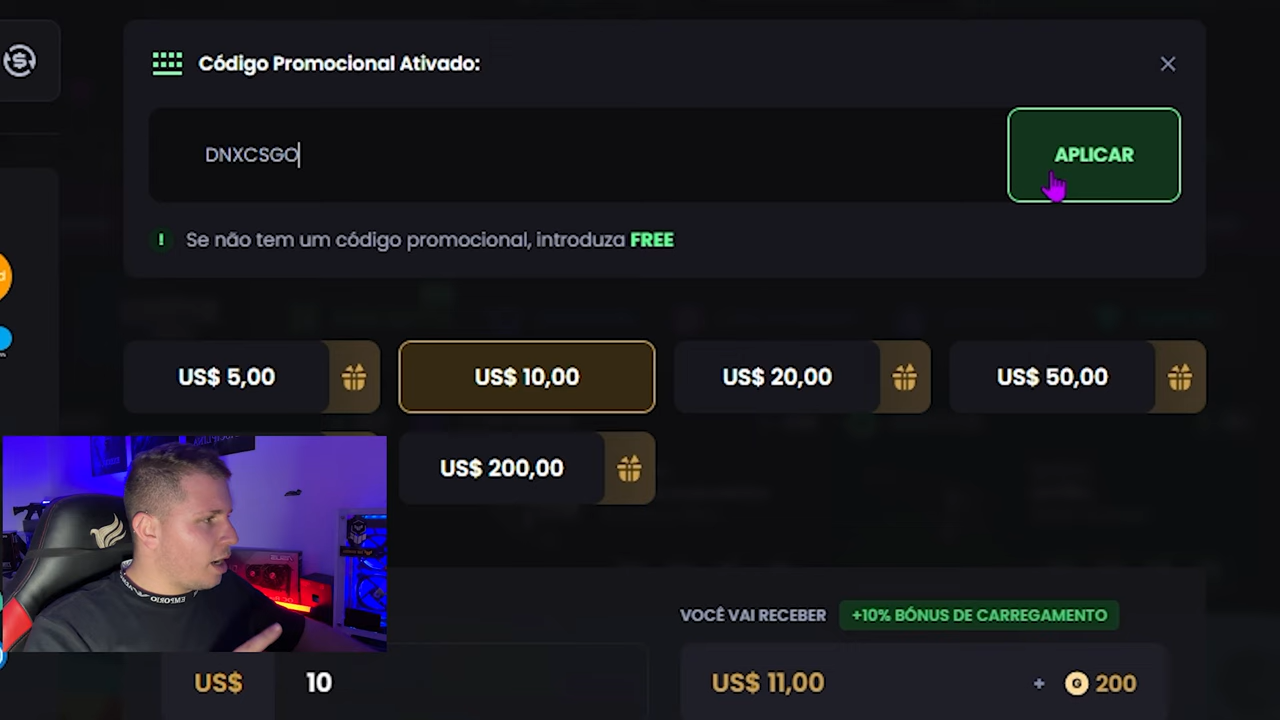 Código Promocional Ativado:
DNXCSGO
APLICAR
! Se não tem um código promocional, introduza FREE
US$ 5,00
US$ 10,00
US$ 20,00
US$ 50,00
US$ 200,00
VOCÊ VAI RECEBER
+10% BÓNUS DE CARREGAMENTO
US$ 10
US$ 11,00 + G 200